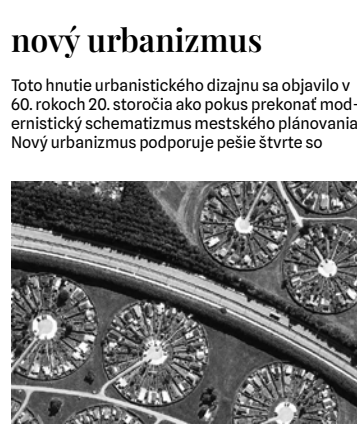 nový urbanizmus
Toto hnutie urbanistického dizajnu sa objavilo v
60. rokoch 20. storočia ako pokus prekonať mod-
ernistický schematizmus mestského plánovania
Nový urbanizmus podporuje pešie štvrte so